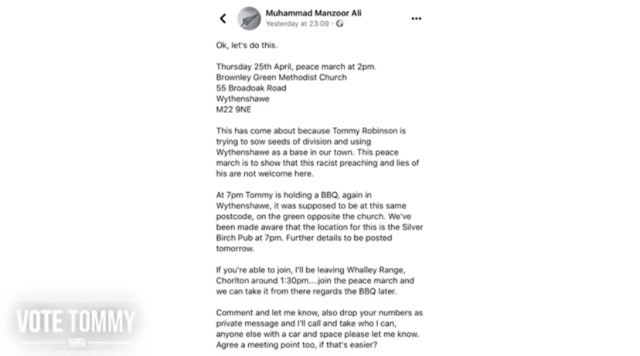 Muhammad Manzoor Ali
Yesterday at 23:09 ·
Ok, let's do this.
Thursday 25th April, peace march at 2pm.
Brownley Green Methodist Church
55 Broadoak Road
Wythenshawe
M22 9NE
This has come about because Tommy Robinson is
trying to sow seeds of division and using
Wythenshawe as a base in our town. This peace
march is to show that this racist preaching and lies of
his are not welcome here.
At 7pm Tommy is holding a BBQ, again in
Wythenshawe, it was supposed to be at this same
postcode, on the green opposite the church. We've
been made aware that the location for this is the Silver
Birch Pub at 7pm. Further details to be posted
tomorrow.
If you're able to join, I'll be leaving Whalley Range,
Chorlton around 1:30pm....join the peace march and
we can take it from there regards the BBQ later.
Comment and let me know, also drop your numbers as
private message and I'll call and take who I can,
anyone else with a car and space please let me know.
Agree a meeting point too, if that's easier?
VOTE TOMMY